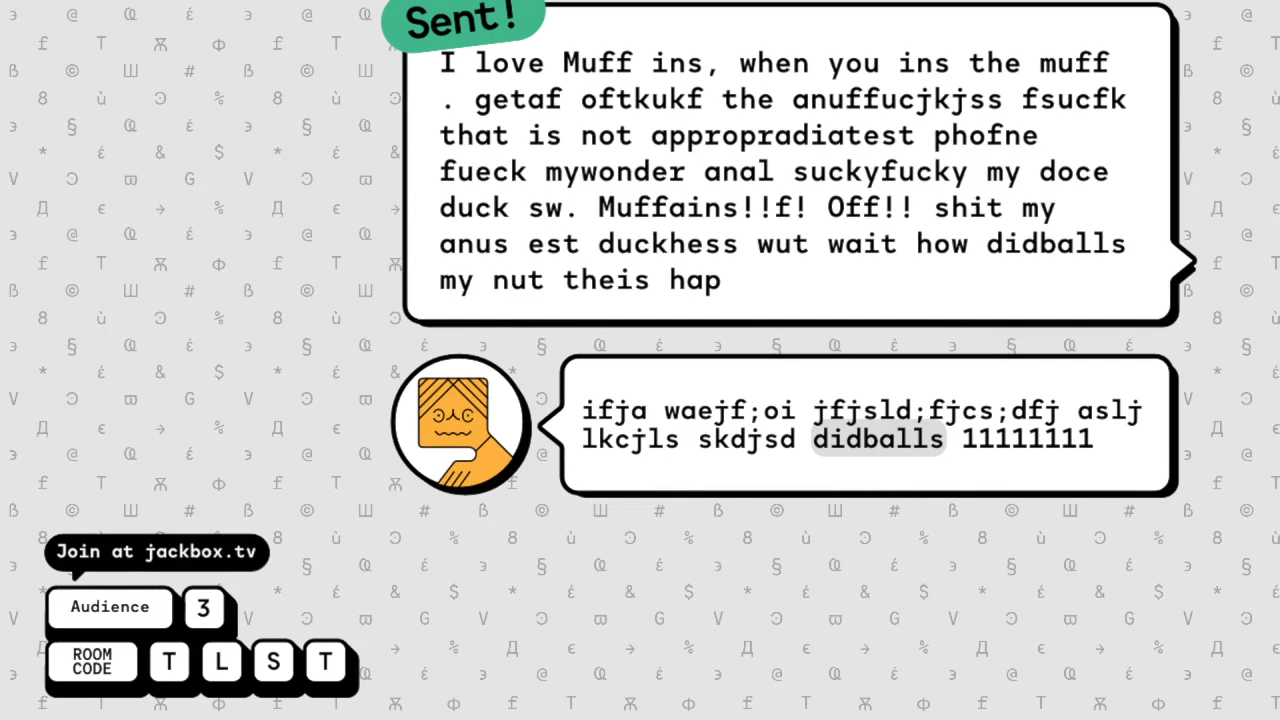 Sent!
I love Muff ins, when you ins the muff
. getaf oftkukf the anuffucjkjss fsucfk
that is not appropradiatest phofne
fueck mywonder anal suckyfucky my doce
duck sw. Muffains!!f! Off!! shit my
anus est duckhess wut wait how didballs
my nut theis hap
ifja waejf;oi jfjsld;fjcs;dfj aslj
lkcjls skdjsd didballs 11111111
Join at jackbox.tv
Audience 3
ROOM
CODE
T L S T